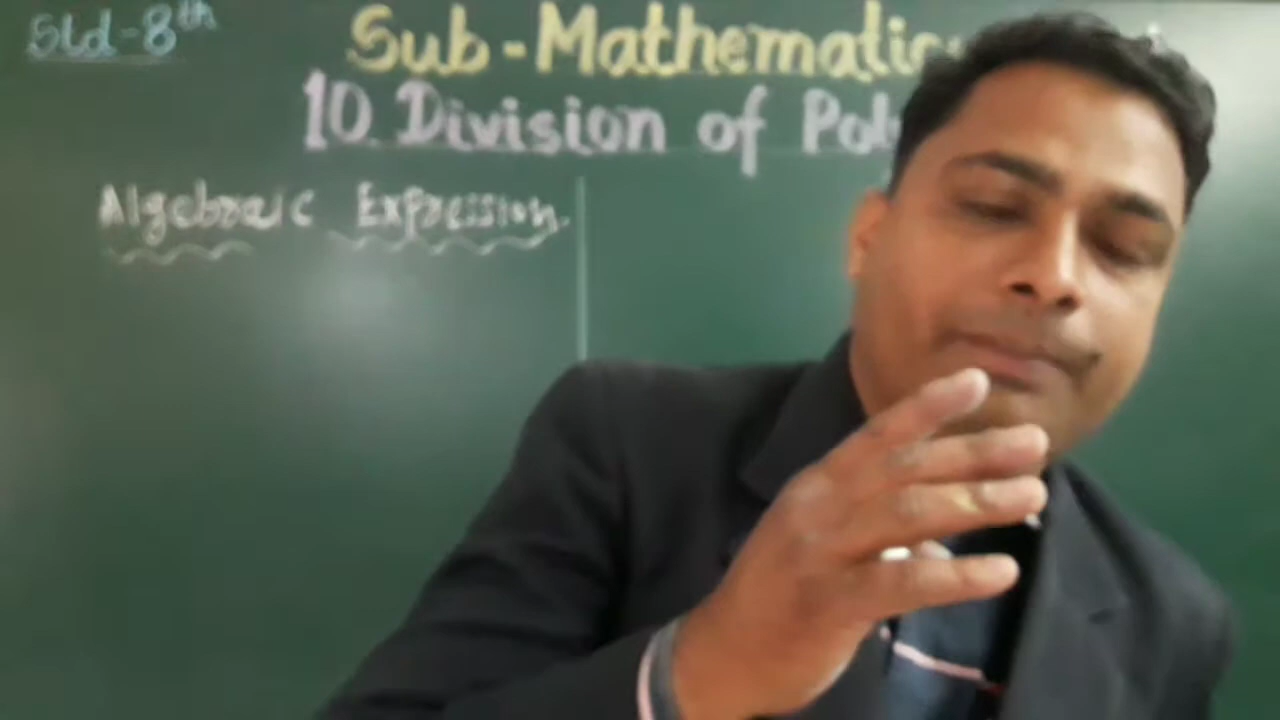 Std-8th
Sub-Mathematic
10. Division of Pol
Algebraic Expression.